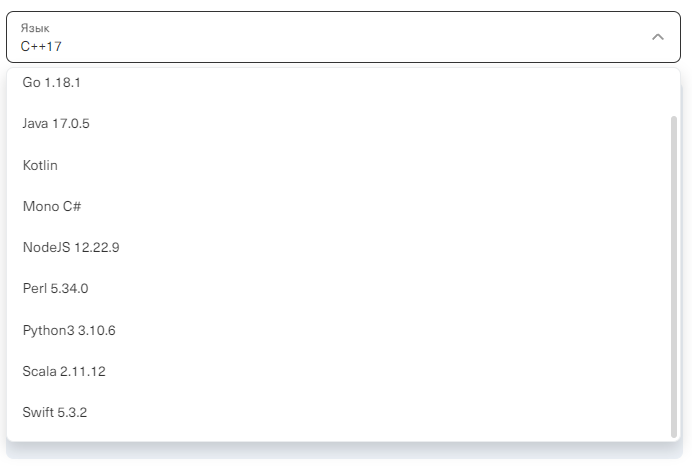 Язык
C++17
Go 1.18.1
Java 17.0.5
Kotlin
Mono C#
NodeJS 12.22.9
Perl 5.34.0
Python3 3.10.6
Scala 2.11.12
Swift 5.3.2